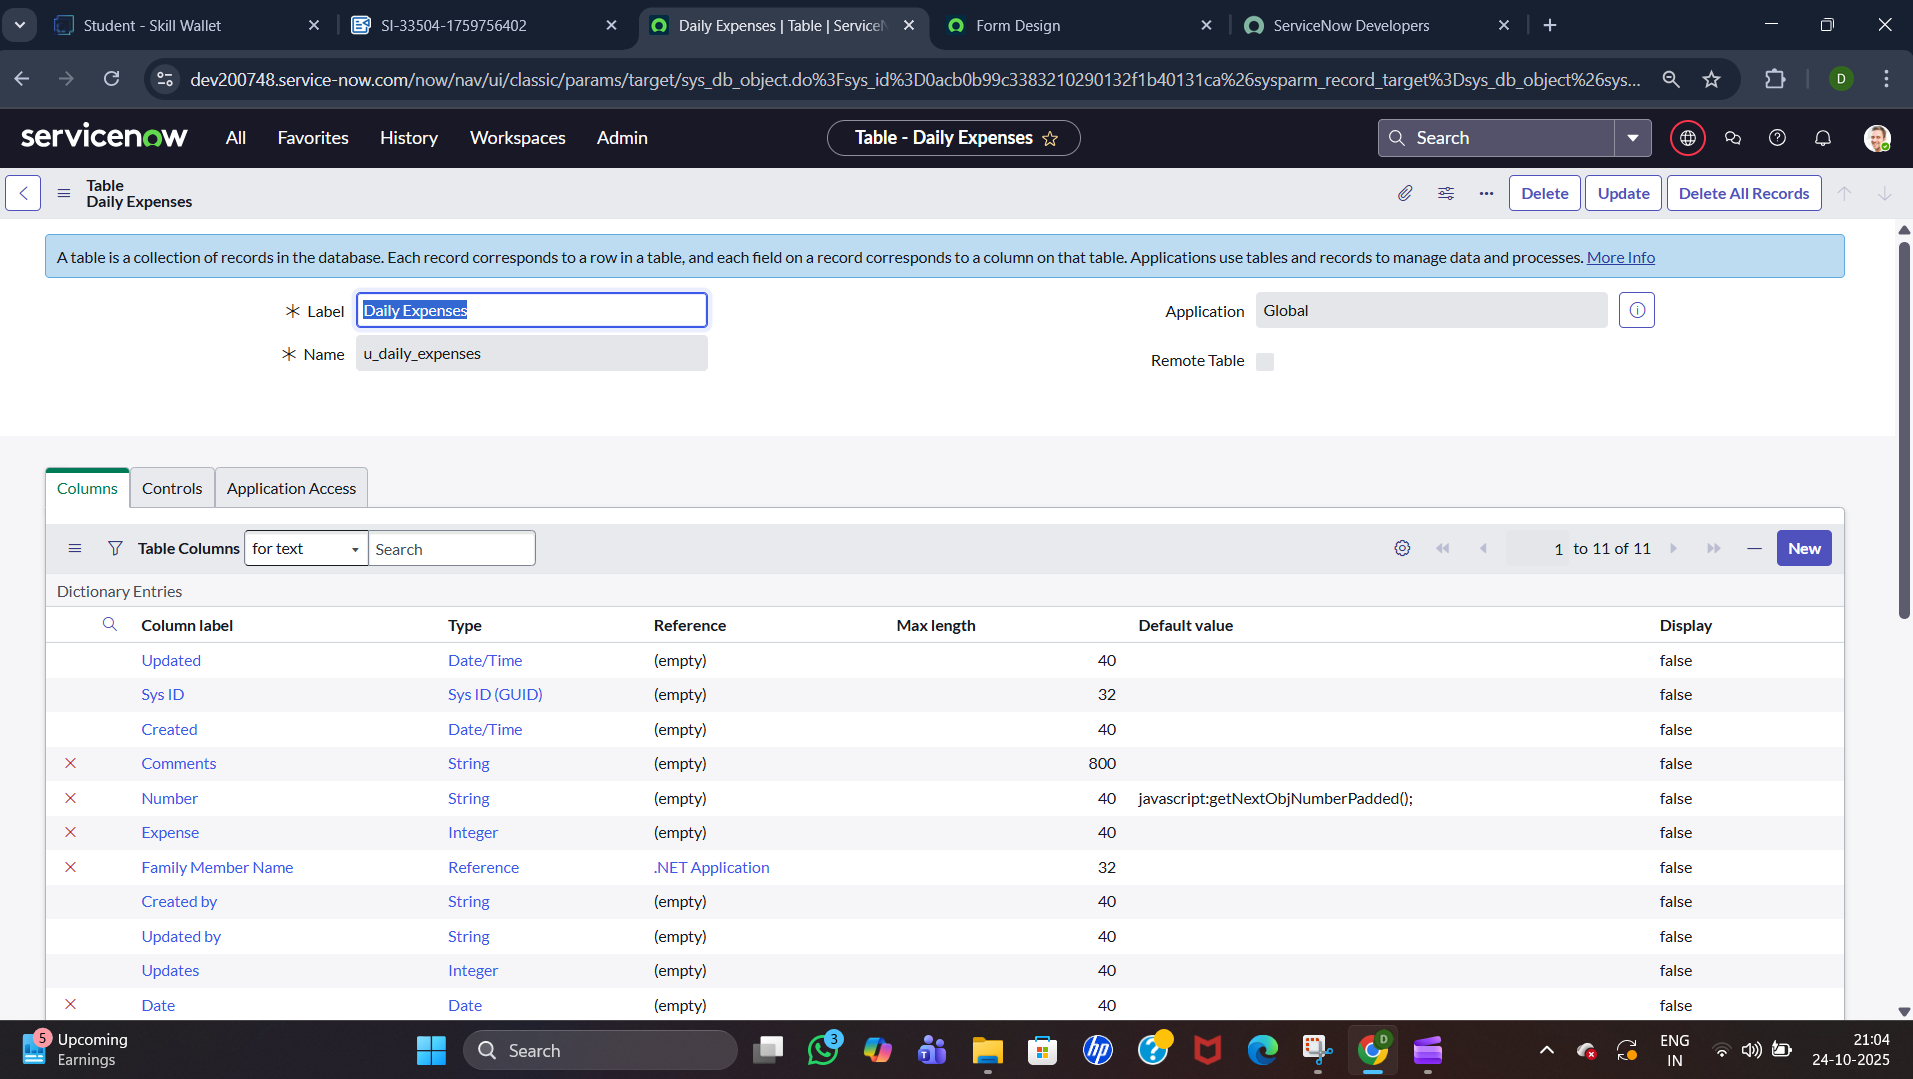 Student - Skill Wallet
SI-33504-1759756402
Daily Expenses | Table | Service
Form Design
ServiceNow Developers
dev200748.service-now.com/now/nav/ui/classic/params/target/sys_db_object.do%3Fsys_id%3D0acb0b99c3383210290132f1b40131ca%26sysparm_record_target%3Dsys_db_object%26sys...
D
servicenow
All
Favorites
History
Workspaces
Admin
Table - Daily Expenses
Search
Table
Daily Expenses
Delete
Update
Delete All Records
A table is a collection of records in the database. Each record corresponds to a row in a table, and each field on a record corresponds to a column on that table. Applications use tables and records to manage data and processes. More Info
Label Daily Expenses
Application Global
Name u_daily_expenses
Remote Table
Columns
Controls
Application Access
Table Columns for text Search
1 to 11 of 11
New
Dictionary Entries
Column label Type Reference Max length Default value Display
Updated Date/Time (empty) 40 false
Sys ID Sys ID (GUID) (empty) 32 false
Created Date/Time (empty) 40 false
Comments String (empty) 800 false
Number String (empty) 40 javascript:getNextObjNumberPadded(); false
Expense Integer (empty) 40 false
Family Member Name Reference .NET Application 32 false
Created by String (empty) 40 false
Updated by String (empty) 40 false
Updates Integer (empty) 40 false
Date Date (empty) 40 false
5
Upcoming
Earnings
Search
3
T
hp
D
ENG
IN
21:04
24-10-2025